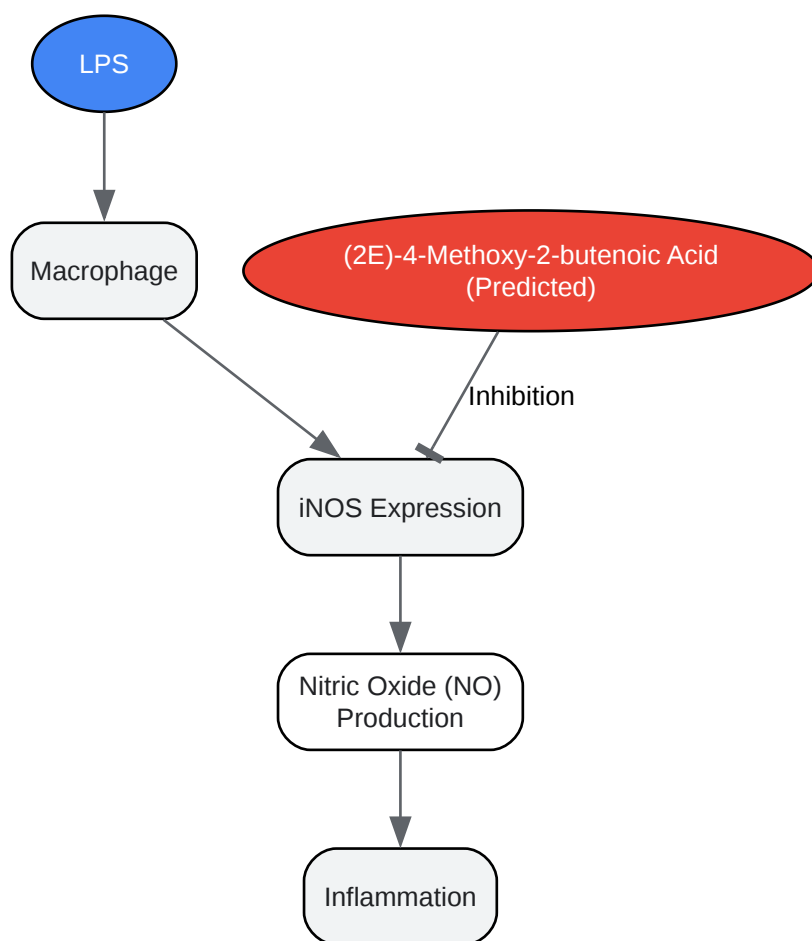 LPS
Macrophage
(2E)-4-Methoxy-2-butenoic Acid
(Predicted)
Inhibition
iNOS Expression
Nitric Oxide (NO)
Production
Inflammation